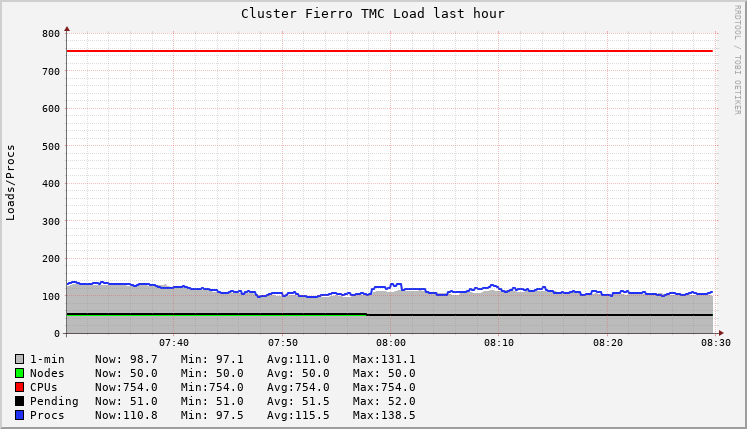 Cluster Fierro TMC Load last hour
RRDTOOL / TOBI OETIKER
Loads/Procs
800
700
600
500
400
300
200
100
0
07:40 07:50 08:00 08:10 08:20 08:30
1-min Now: 98.7 Min: 97.1 Avg:111.0 Max:131.1
Nodes Now: 50.0 Min: 50.0 Avg: 50.0 Max: 50.0
CPUs Now:754.0 Min:754.0 Avg:754.0 Max:754.0
Pending Now: 51.0 Min: 51.0 Avg: 51.5 Max: 52.0
Procs Now:110.8 Min: 97.5 Avg:115.5 Max:138.5